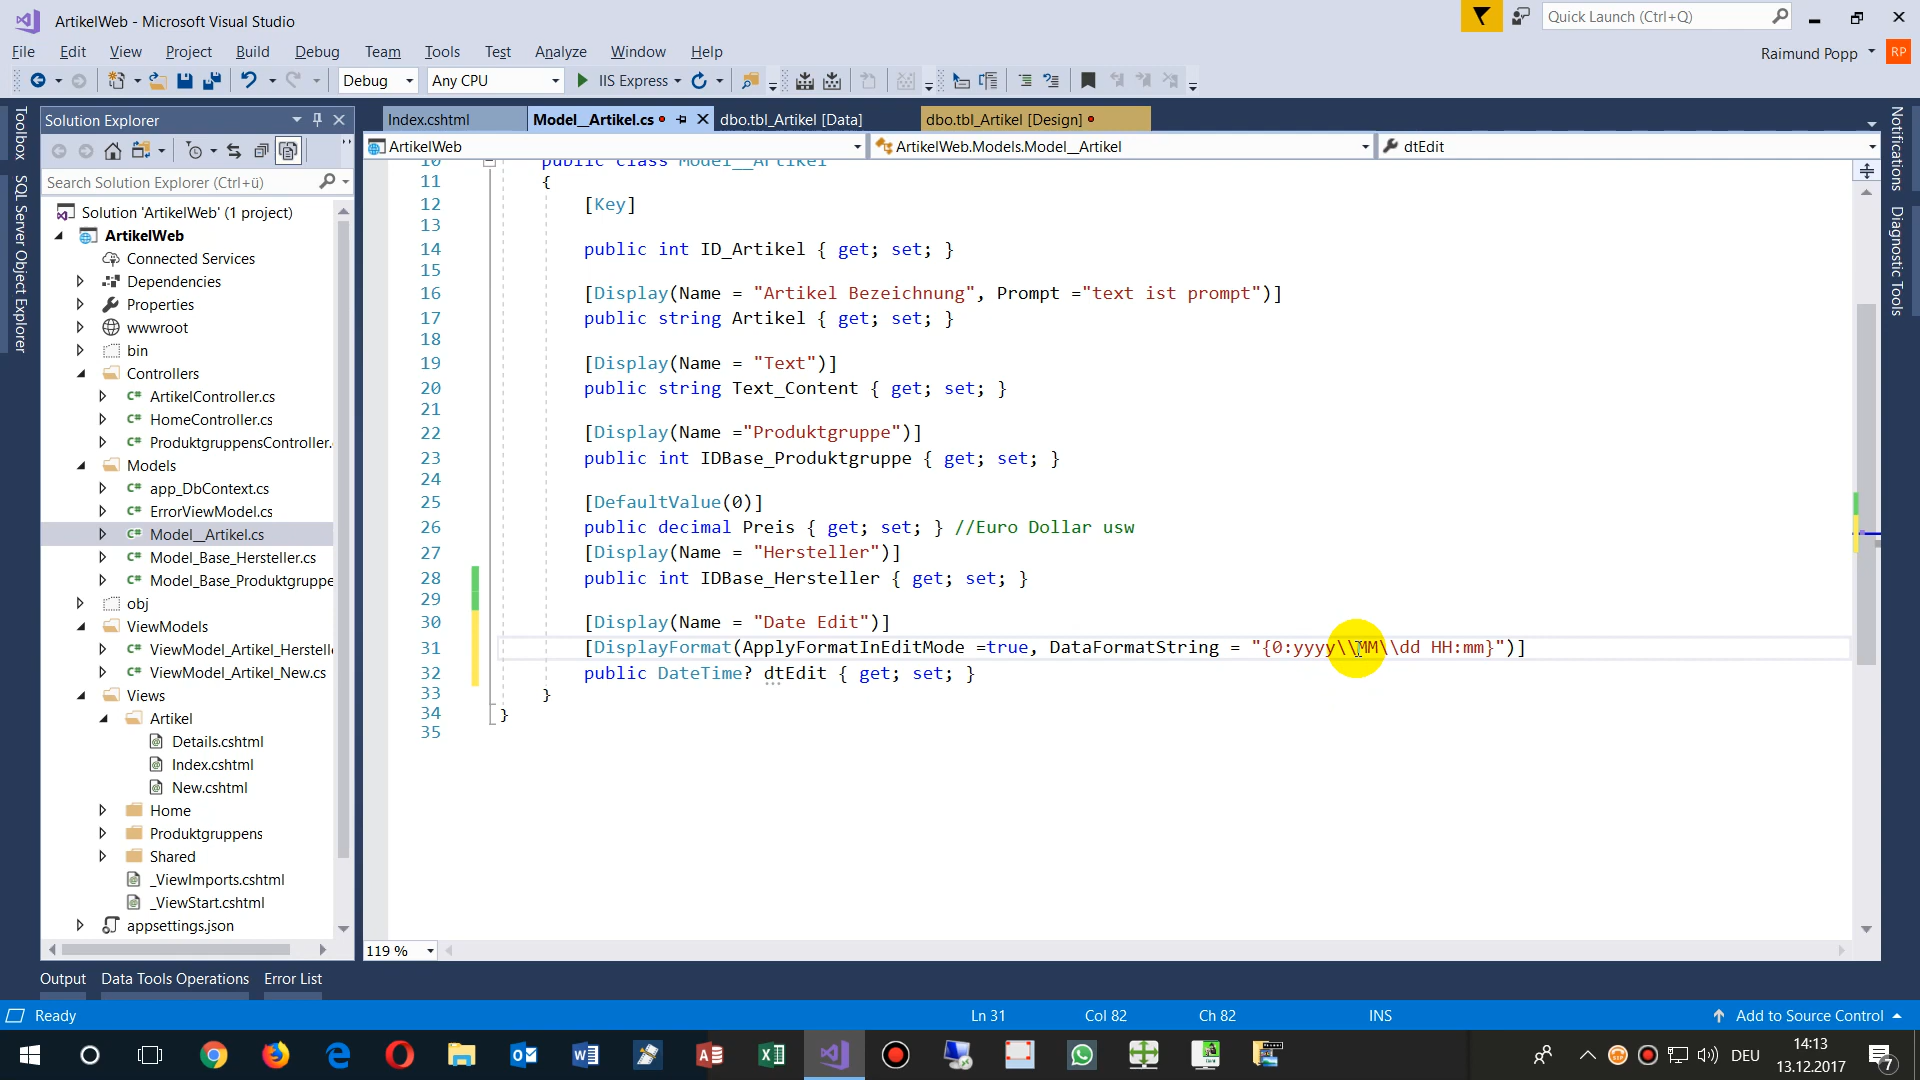 ArtikelWeb - Microsoft Visual Studio
Quick Launch (Ctrl+Q)
File Edit View Project Build Debug Team Tools Test Analyze Window Help
Raimund Popp RP
Debug Any CPU IIS Express
Toolbox
SQL Server Object Explorer
Solution Explorer
Search Solution Explorer (Ctrl+ü)
Solution 'ArtikelWeb' (1 project)
ArtikelWeb
Connected Services
Dependencies
Properties
wwwroot
bin
Controllers
C# ArtikelController.cs
C# HomeController.cs
C# ProduktgruppensController.
Models
C# app_DbContext.cs
C# ErrorViewModel.cs
C# Model__Artikel.cs
C# Model_Base_Hersteller.cs
C# Model_Base_Produktgruppe
obj
ViewModels
C# ViewModel_Artikel_Herstelle
C# ViewModel_Artikel_New.cs
Views
Artikel
Details.cshtml
Index.cshtml
New.cshtml
Home
Produktgruppens
Shared
_ViewImports.cshtml
_ViewStart.cshtml
appsettings.json
Index.cshtml Model__Artikel.cs dbo.tbl_Artikel [Data] dbo.tbl_Artikel [Design]
ArtikelWeb ArtikelWeb.Models.Model__Artikel dtEdit
10 public class Model__Artikel
11 {
12 [Key]
13
14 public int ID_Artikel { get; set; }
15
16 [Display(Name = "Artikel Bezeichnung", Prompt ="text ist prompt")]
17 public string Artikel { get; set; }
18
19 [Display(Name = "Text")]
20 public string Text_Content { get; set; }
21
22 [Display(Name ="Produktgruppe")]
23 public int IDBase_Produktgruppe { get; set; }
24
25 [DefaultValue(0)]
26 public decimal Preis { get; set; } //Euro Dollar usw
27 [Display(Name = "Hersteller")]
28 public int IDBase_Hersteller { get; set; }
29
30 [Display(Name = "Date Edit")]
31 [DisplayFormat(ApplyFormatInEditMode =true, DataFormatString = "{0:yyyy\\MM\\dd HH:mm}")]
32 public DateTime? dtEdit { get; set; }
33 }
34 }
35
119 %
Notifications
Diagnostic Tools
Output Data Tools Operations Error List
Ready Ln 31 Col 82 Ch 82 INS Add to Source Control
DEU
14:13
13.12.2017
7